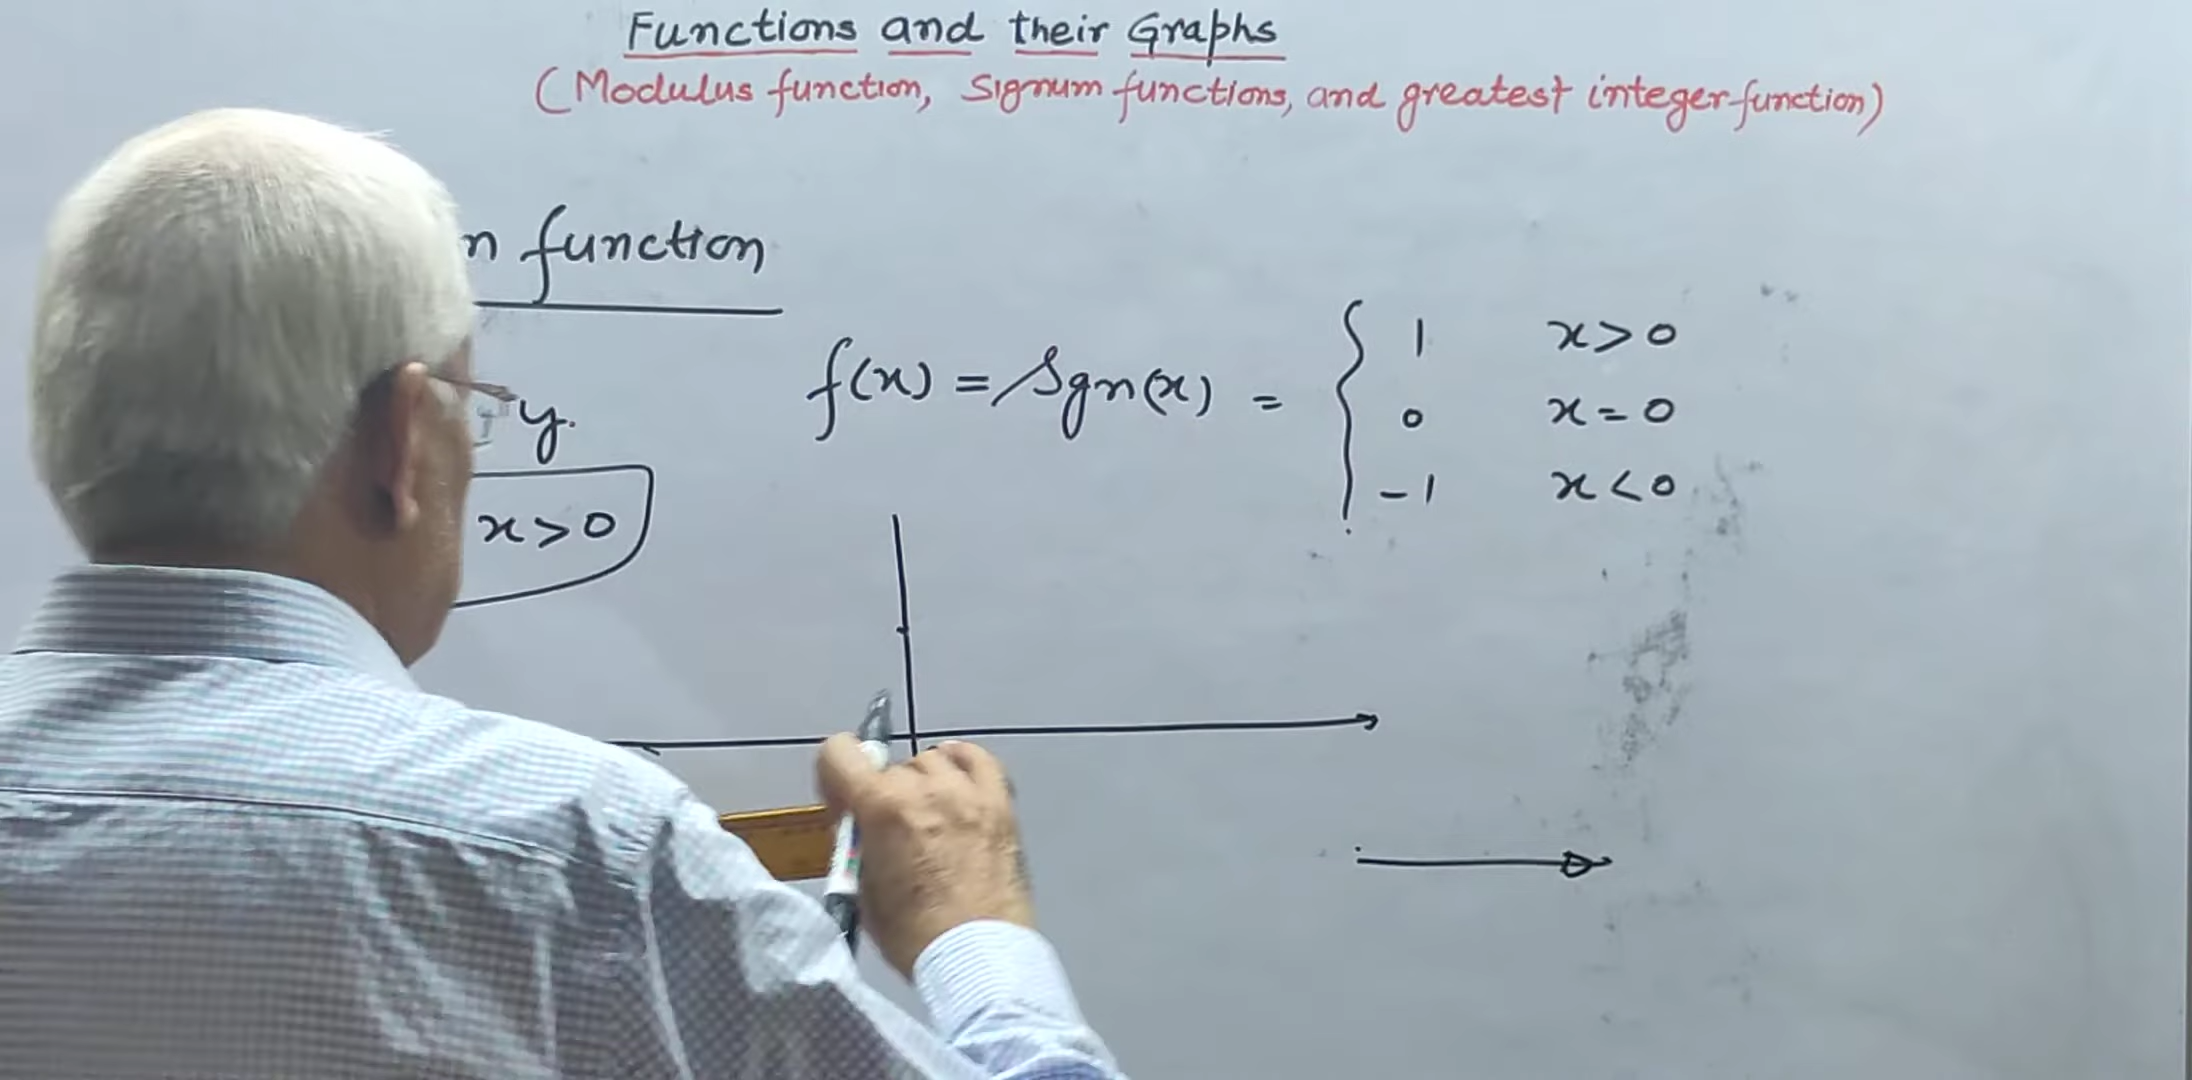 Functions and their Graphs
(Modulus function, Signum functions, and greatest integer function)
n function
f(x) = Sgn(x) = { 1 x>0
0 x=0
-1 x<0
y.
x>0